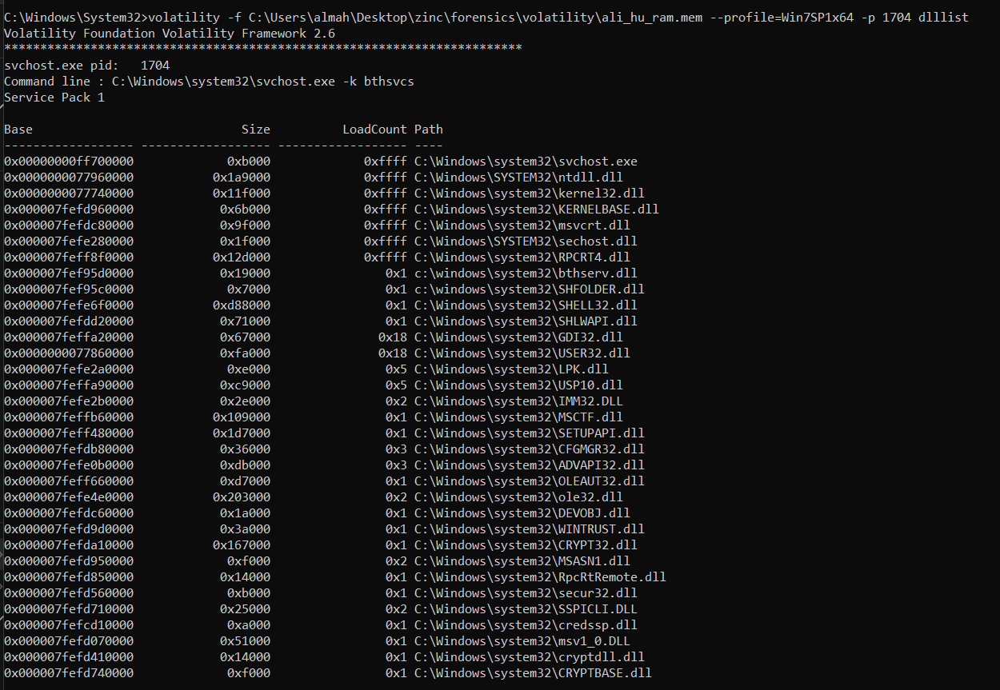 C:\Windows\System32>volatility -f C:\Users\almah\Desktop\zinc\forensics\volatility\ali_hu_ram.mem --profile=Win7SP1x64 -p 1704 dlllist
Volatility Foundation Volatility Framework 2.6
************************************************************************
svchost.exe pid:   1704
Command line : C:\Windows\system32\svchost.exe -k bthsvcs
Service Pack 1

Base                             Size          LoadCount Path
------------------ ------------------ ------------------ ----
0x00000000ff700000             0xb000             0xffff C:\Windows\system32\svchost.exe
0x0000000077960000           0x1a9000             0xffff C:\Windows\SYSTEM32\ntdll.dll
0x0000000077740000           0x11f000             0xffff C:\Windows\system32\kernel32.dll
0x000007fefd960000            0x6b000             0xffff C:\Windows\system32\KERNELBASE.dll
0x000007fefdc80000            0x9f000             0xffff C:\Windows\system32\msvcrt.dll
0x000007fefe280000            0x1f000             0xffff C:\Windows\SYSTEM32\sechost.dll
0x000007feff8f0000           0x12d000             0xffff C:\Windows\system32\RPCRT4.dll
0x000007fef95d0000            0x19000                0x1 c:\windows\system32\bthserv.dll
0x000007fef95c0000             0x7000                0x1 C:\Windows\system32\SHFOLDER.dll
0x000007fefe6f0000           0xd88000                0x1 C:\Windows\system32\SHELL32.dll
0x000007fefdd20000            0x71000                0x1 C:\Windows\system32\SHLWAPI.dll
0x000007feffa20000            0x67000               0x18 C:\Windows\system32\GDI32.dll
0x0000000077860000            0xfa000               0x18 C:\Windows\system32\USER32.dll
0x000007fefe2a0000             0xe000                0x5 C:\Windows\system32\LPK.dll
0x000007feffa90000            0xc9000                0x5 C:\Windows\system32\USP10.dll
0x000007fefe2b0000            0x2e000                0x2 C:\Windows\system32\IMM32.DLL
0x000007feffb60000           0x109000                0x1 C:\Windows\system32\MSCTF.dll
0x000007feff480000           0x1d7000                0x1 C:\Windows\system32\SETUPAPI.dll
0x000007fefdb80000            0x36000                0x3 C:\Windows\system32\CFGMGR32.dll
0x000007fefe0b0000            0xdb000                0x3 C:\Windows\system32\ADVAPI32.dll
0x000007feff660000            0xd7000                0x1 C:\Windows\system32\OLEAUT32.dll
0x000007fefe4e0000           0x203000                0x2 C:\Windows\system32\ole32.dll
0x000007fefdc60000            0x1a000                0x1 C:\Windows\system32\DEVOBJ.dll
0x000007fefd9d0000            0x3a000                0x1 C:\Windows\system32\WINTRUST.dll
0x000007fefda10000           0x167000                0x1 C:\Windows\system32\CRYPT32.dll
0x000007fefd950000             0xf000                0x2 C:\Windows\system32\MSASN1.dll
0x000007fefd850000            0x14000                0x1 C:\Windows\system32\RpcRtRemote.dll
0x000007fefd560000             0xb000                0x1 C:\Windows\system32\secur32.dll
0x000007fefd710000            0x25000                0x2 C:\Windows\system32\SSPICLI.DLL
0x000007fefcd10000             0xa000                0x1 C:\Windows\system32\credssp.dll
0x000007fefd070000            0x51000                0x1 C:\Windows\system32\msv1_0.DLL
0x000007fefd410000            0x14000                0x1 C:\Windows\system32\cryptdll.dll
0x000007fefd740000             0xf000                0x1 C:\Windows\system32\CRYPTBASE.dll